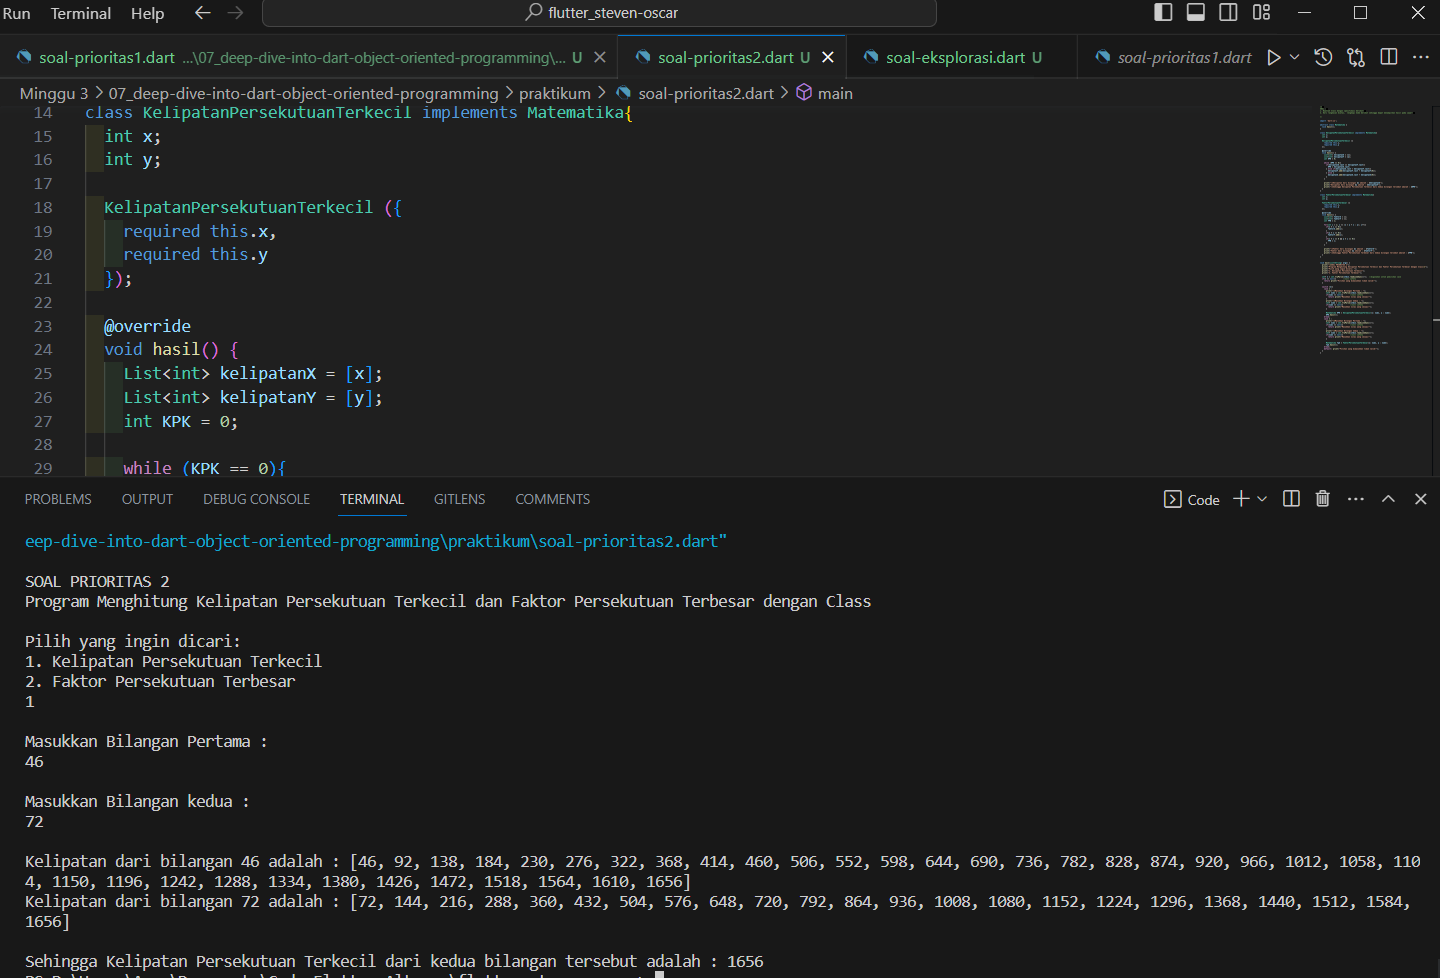 Run Terminal Help ← → flutter_steven-oscar
soal-prioritas1.dart ...\07_deep-dive-into-dart-object-oriented-programming\... U soal-prioritas2.dart U soal-eksplorasi.dart U soal-prioritas1.dart
Minggu 3 > 07_deep-dive-into-dart-object-oriented-programming > praktikum > soal-prioritas2.dart > main
14 class KelipatanPersekutuanTerkecil implements Matematika{
15 int x;
16 int y;
17
18 KelipatanPersekutuanTerkecil ({
19 required this.x,
20 required this.y
21 });
22
23 @override
24 void hasil() {
25 List<int> kelipatanX = [x];
26 List<int> kelipatanY = [y];
27 int KPK = 0;
28
29 while (KPK == 0){
PROBLEMS OUTPUT DEBUG CONSOLE TERMINAL GITLENS COMMENTS Code
eep-dive-into-dart-object-oriented-programming\praktikum\soal-prioritas2.dart"
SOAL PRIORITAS 2
Program Menghitung Kelipatan Persekutuan Terkecil dan Faktor Persekutuan Terbesar dengan Class
Pilih yang ingin dicari:
1. Kelipatan Persekutuan Terkecil
2. Faktor Persekutuan Terbesar
1
Masukkan Bilangan Pertama :
46
Masukkan Bilangan kedua :
72
Kelipatan dari bilangan 46 adalah : [46, 92, 138, 184, 230, 276, 322, 368, 414, 460, 506, 552, 598, 644, 690, 736, 782, 828, 874, 920, 966, 1012, 1058, 110
4, 1150, 1196, 1242, 1288, 1334, 1380, 1426, 1472, 1518, 1564, 1610, 1656]
Kelipatan dari bilangan 72 adalah : [72, 144, 216, 288, 360, 432, 504, 576, 648, 720, 792, 864, 936, 1008, 1080, 1152, 1224, 1296, 1368, 1440, 1512, 1584,
1656]
Sehingga Kelipatan Persekutuan Terkecil dari kedua bilangan tersebut adalah : 1656